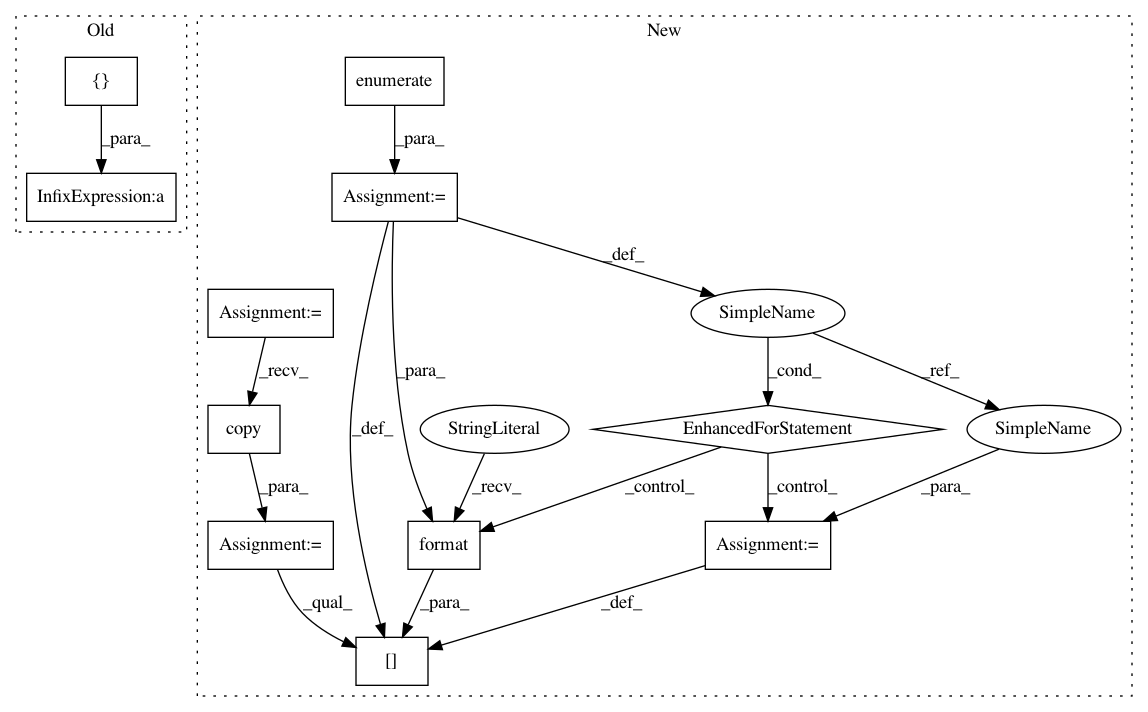 Old
New
{}
enumerate
_para_
_para_
InfixExpression:a
Assignment:=
_def_
Assignment:=
SimpleName
_recv_
_para_
_cond_
_ref_
copy
_def_
StringLiteral
EnhancedForStatement
SimpleName
_para_
_recv_
_control_
_control_
_para_
Assignment:=
format
Assignment:=
_qual_
_para_
_def_
[]